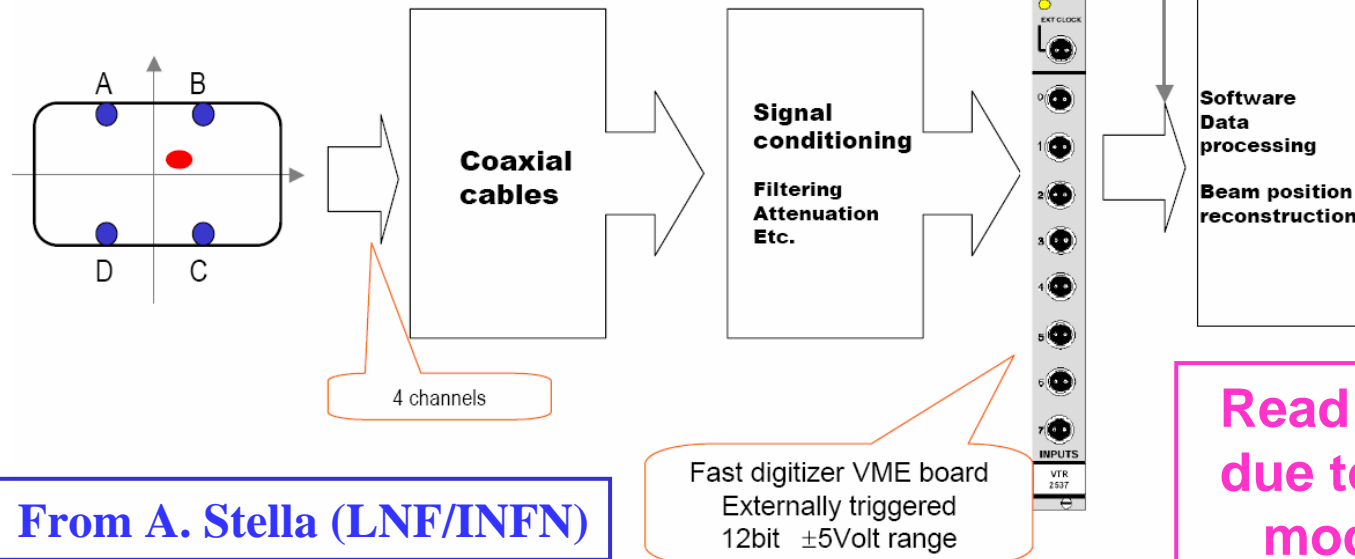 A B
D C
4 channels
Coaxial
cables
Signal
conditioning
Filtering
Attenuation
Etc.
EXT CLOCK
0
1
2
3
4
5
6
7
INPUTS
VTR
2537
Fast digitizer VME board
Externally triggered
12bit ±5Volt range
Software
Data
processing
Beam position
reconstruction
From A. Stella (LNF/INFN)
Read
due to